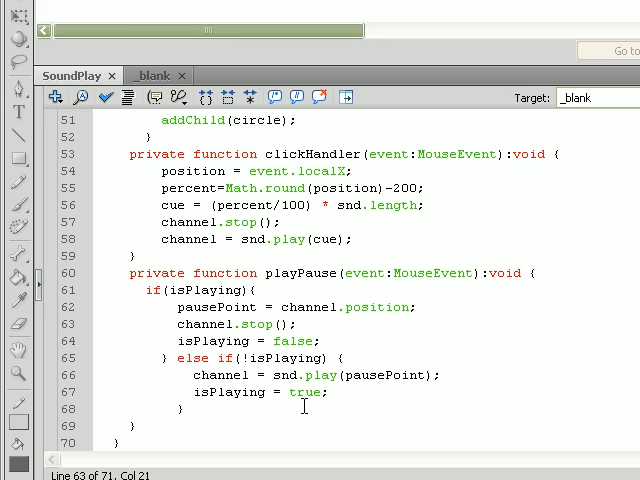 Go to
SoundPlay × _blank ×
Target: _blank
51 addChild(circle);
52 }
53 private function clickHandler(event:MouseEvent):void {
54 position = event.localX;
55 percent=Math.round(position)-200;
56 cue = (percent/100) * snd.length;
57 channel.stop();
58 channel = snd.play(cue);
59 }
60 private function playPause(event:MouseEvent):void {
61 if(isPlaying){
62 pausePoint = channel.position;
63 channel.stop();
64 isPlaying = false;
65 } else if(!isPlaying) {
66 channel = snd.play(pausePoint);
67 isPlaying = true;
68 }
69 }
70 }
Line 63 of 71, Col 21